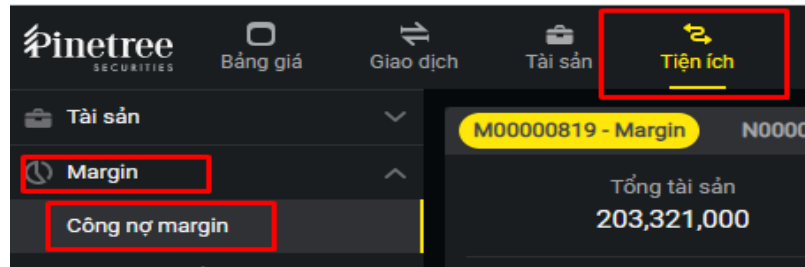 Pinetree
SECURITIES
Bảng giá
Giao dịch
Tài sản
Tiện ích
Tài sản
M00000819 - Margin
N0000
Margin
Tổng tài sản
203,321,000
Công nợ margin